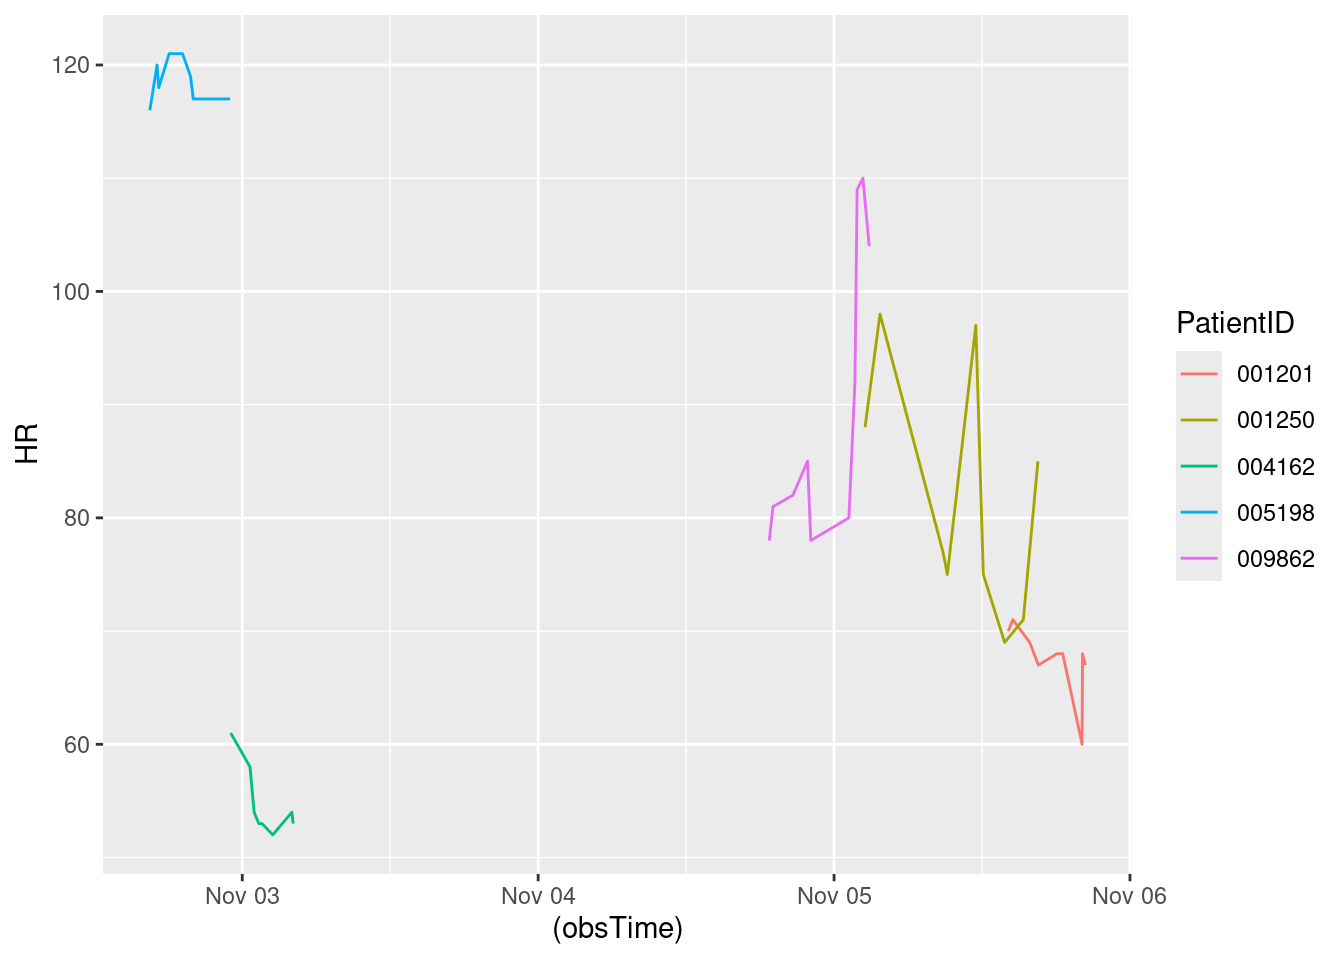 120
100
80
60
HR
Nov 03
Nov 04
Nov 05
Nov 06
(obsTime)
PatientID
001201
001250
004162
005198
009862